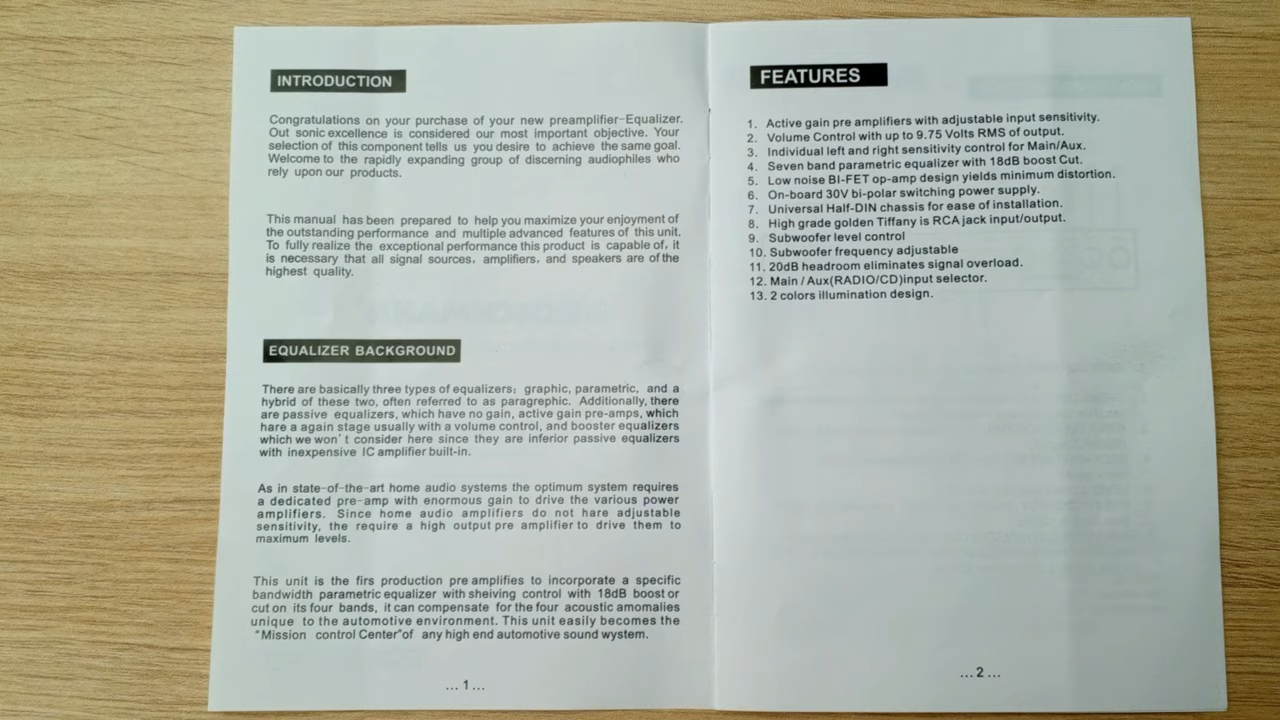 INTRODUCTION
Congratulations on your purchase of your new preamplifier-Equalizer.
Out sonic excellence is considered our most important objective. Your
selection of this component tells us you desire to achieve the same goal.
Welcome to the rapidly expanding group of discerning audiophiles who
rely upon our products.
This manual has been prepared to help you maximize your enjoyment of
the outstanding performance and multiple advanced features of this unit.
To fully realize the exceptional performance this product is capable of, it
is necessary that all signal sources, amplifiers, and speakers are of the
highest quality.
EQUALIZER BACKGROUND
There are basically three types of equalizers; graphic, parametric, and a
hybrid of these two, often referred to as paragrephic. Additionally, there
are passive equalizers, which have no gain, active gain pre-amps, which
hare a again stage usually with a volume control, and booster equalizers
which we won't consider here since they are inferior passive equalizers
with inexpensive IC amplifier built-in.
As in state-of-the-art home audio systems the optimum system requires
a dedicated pre-amp with enormous gain to drive the various power
amplifiers. Since home audio amplifiers do not hare adjustable
sensitivity, the require a high output pre amplifier to drive them to
maximum levels.
This unit is the firs production pre amplifies to incorporate a specific
bandwidth parametric equalizer with sheiving control with 18dB boost or
cut on its four bands, it can compensate for the four acoustic amomalies
unique to the automotive environment. This unit easily becomes the
"Mission control Center"of any high end automotive sound wystem.
...1...
FEATURES
1. Active gain pre amplifiers with adjustable input sensitivity.
2. Volume Control with up to 9.75 Volts RMS of output.
3. Individual left and right sensitivity control for Main/Aux.
4. Seven band parametric equalizer with 18dB boost Cut.
5. Low noise BI-FET op-amp design yields minimum distortion.
6. On-board 30V bi-polar switching power supply.
7. Universal Half-DIN chassis for ease of installation.
8. High grade golden Tiffany is RCA jack input/output.
9. Subwoofer level control
10. Subwoofer frequency adjustable
11. 20dB headroom eliminates signal overload.
12. Main / Aux(RADIO/CD)input selector.
13. 2 colors illumination design.
...2...